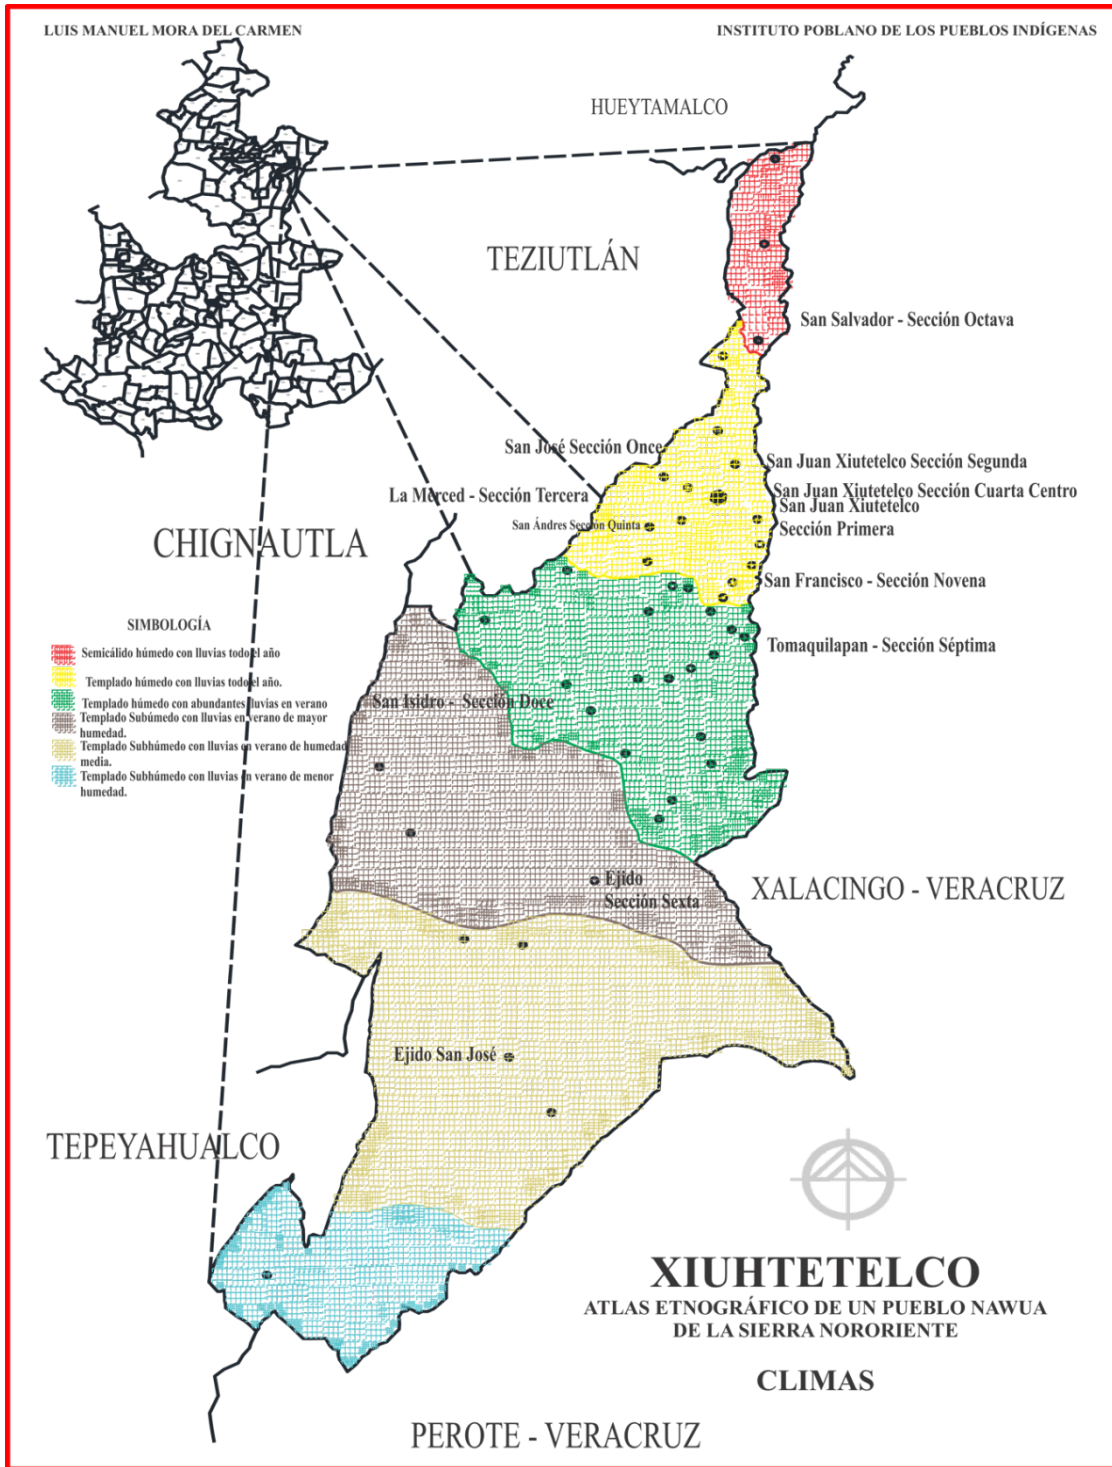 LUIS MANUEL MORA DEL CARMEN
INSTITUTO POBLANO DE LOS PUEBLOS INDÍGENAS
HUEYTAMALCO
TEZIUTLÁN
San Salvador - Sección Octava
San José Sección Once
San Juan Xiutetelco Sección Segunda
La Merced - Sección Tercera
San Juan Xiutetelco Sección Cuarta Centro
San Juan Xiutetelco
Sección Primera
San Ándres Sección Quinta
CHIGNAUTLA
San Francisco - Sección Novena
Tomaquilapan - Sección Séptima
SIMBOLOGÍA
Semicálido húmedo con lluvias todo el año
Templado húmedo con lluvias todo el año.
Templado húmedo con abundantes lluvias en verano
Templado Subúmedo con lluvias en verano de mayor
humedad.
Templado Subhúmedo con lluvias en verano de humedad
media.
Templado Subhúmedo con lluvias en verano de menor
humedad.
San Isidro - Sección Doce
Ejido
Sección Sexta
XALACINGO - VERACRUZ
Ejido San José
TEPEYAHUALCO
XIUHTETELCO
ATLAS ETNOGRÁFICO DE UN PUEBLO NAWUA
DE LA SIERRA NORORIENTE
CLIMAS
PEROTE - VERACRUZ